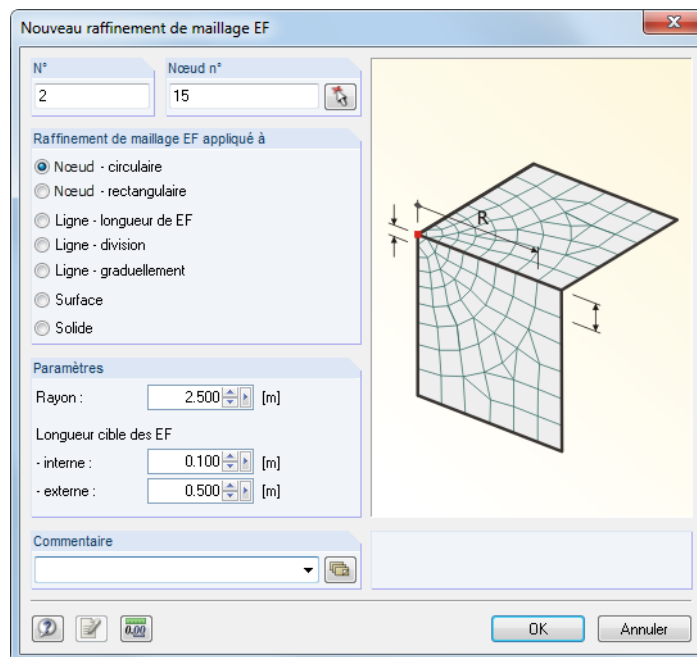 Nouveau raffinement de maillage EF
N°
Nœud n°
2
15
Raffinement de maillage EF appliqué à
Nœud - circulaire
Nœud - rectangulaire
Ligne - longueur de EF
Ligne - division
Ligne - graduellement
Surface
Solide
R
Paramètres
Rayon : 2.500 [m]
Longueur cible des EF
- interne : 0.100 [m]
- externe : 0.500 [m]
Commentaire
0.00
OK
Annuler